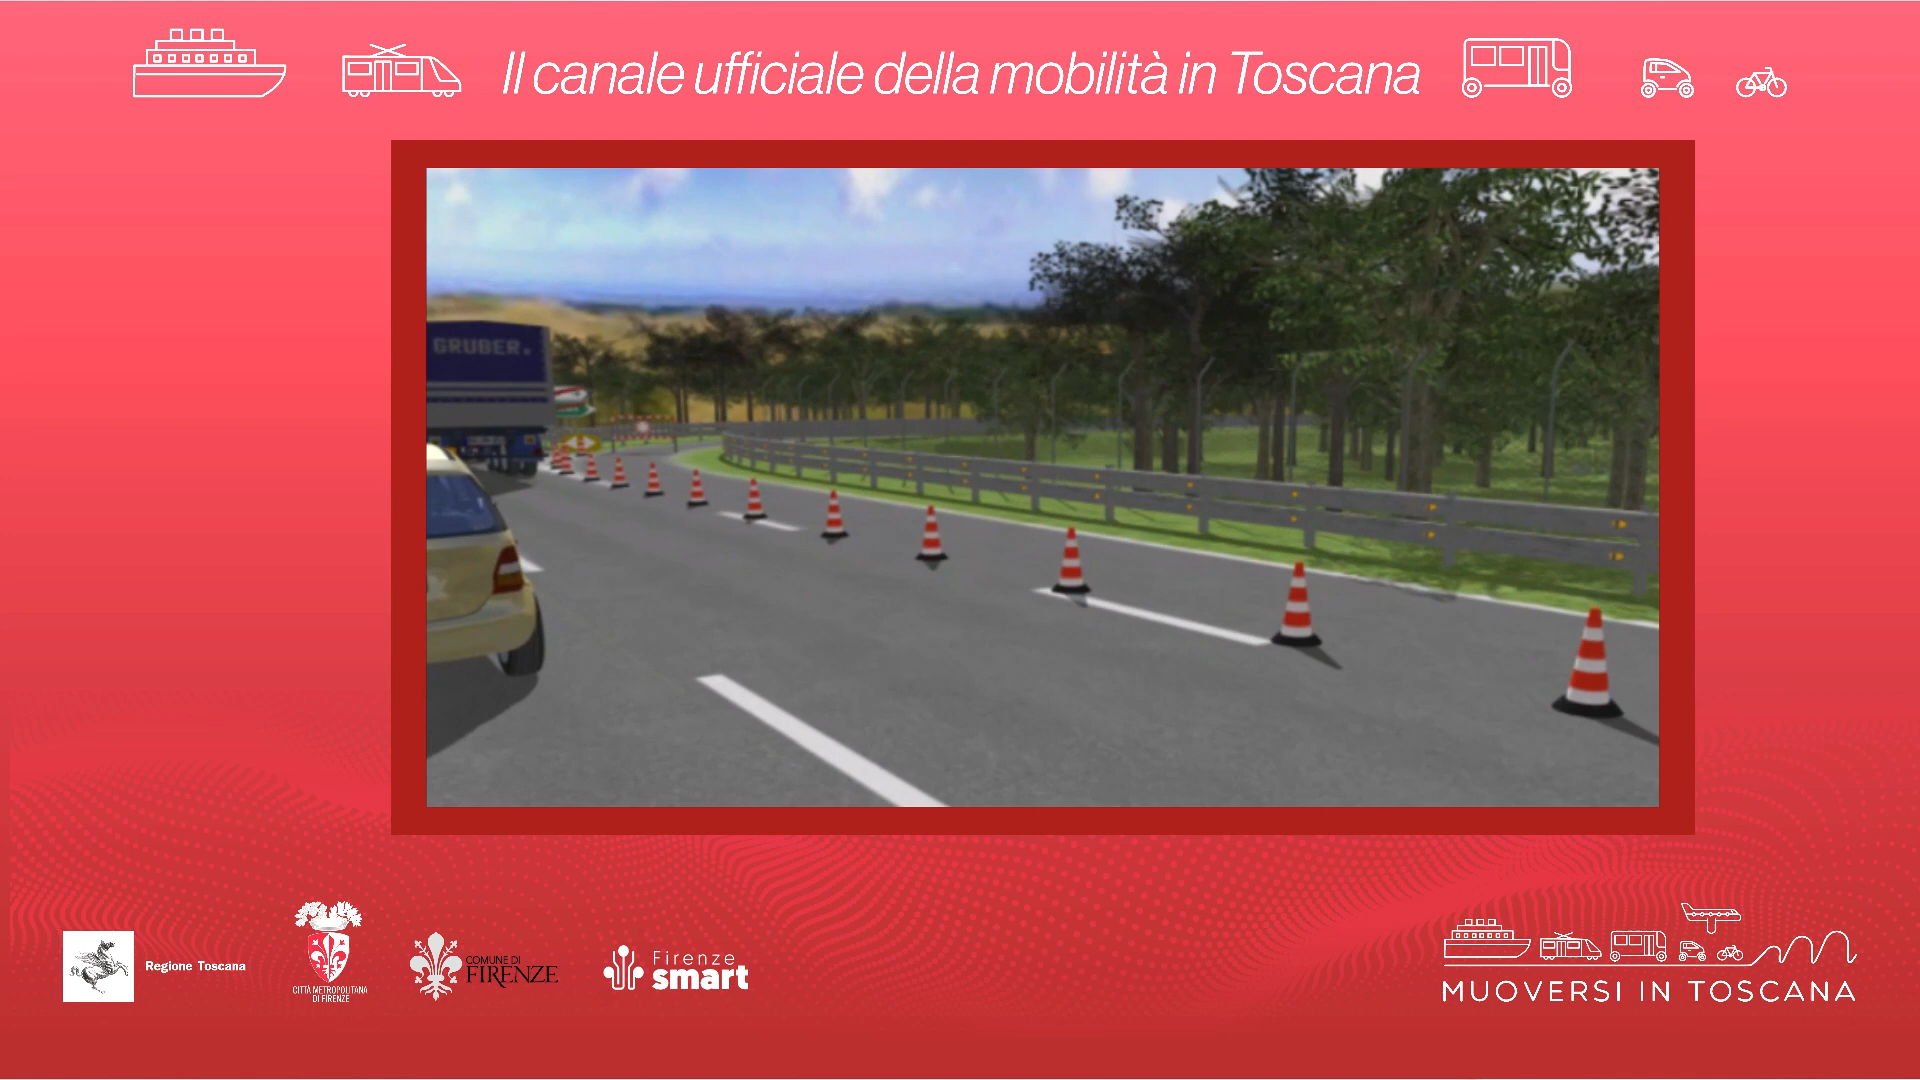 Il canale ufficiale della mobilità in Toscana
GRUBER.
Regione Toscana
CITTÀ METROPOLITANA
DI FIRENZE
COMUNE DI
FIRENZE
Firenze
smart
MUOVERSI IN TOSCANA